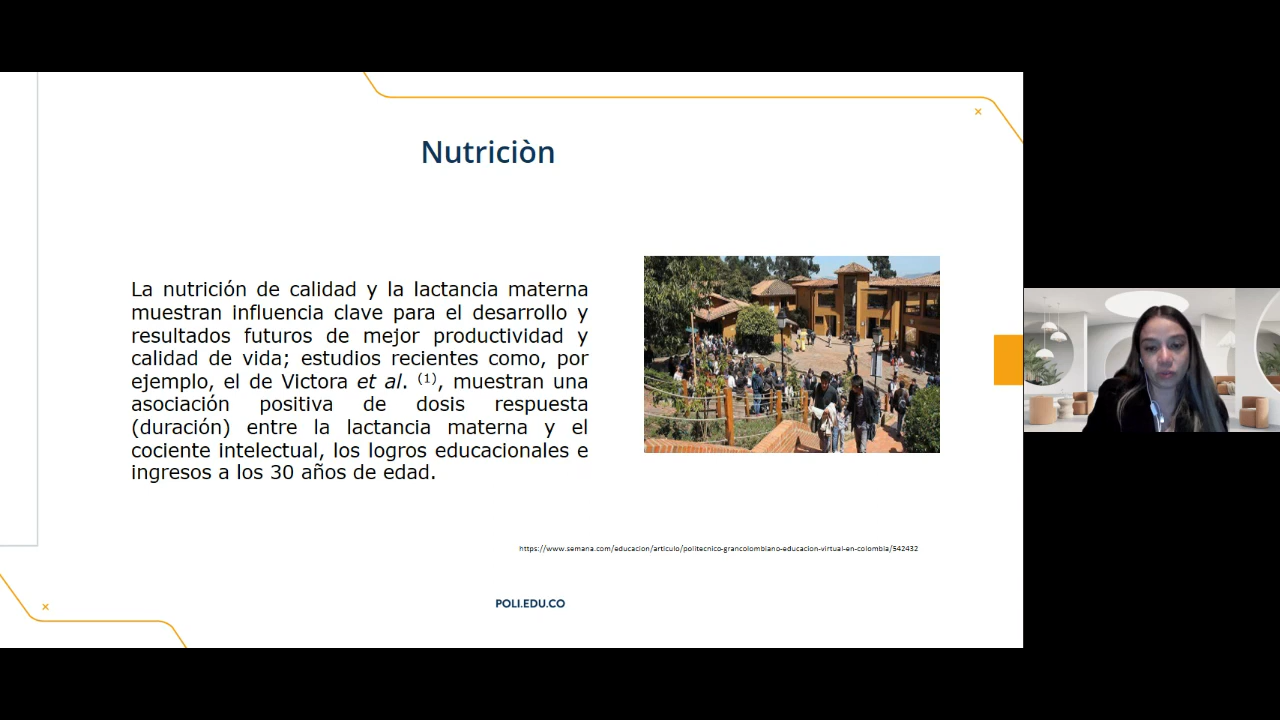 Nutriciòn
La nutrición de calidad y la lactancia materna
muestran influencia clave para el desarrollo y
resultados futuros de mejor productividad y
calidad de vida; estudios recientes como, por
ejemplo, el de Victora et al. (1), muestran una
asociación positiva de dosis respuesta
(duración) entre la lactancia materna y el
cociente intelectual, los logros educacionales e
ingresos a los 30 años de edad.
https://www.semana.com/educacion/articulo/politecnico-grancolombiano-educacion-virtual-en-colombia/542432
POLI.EDU.CO